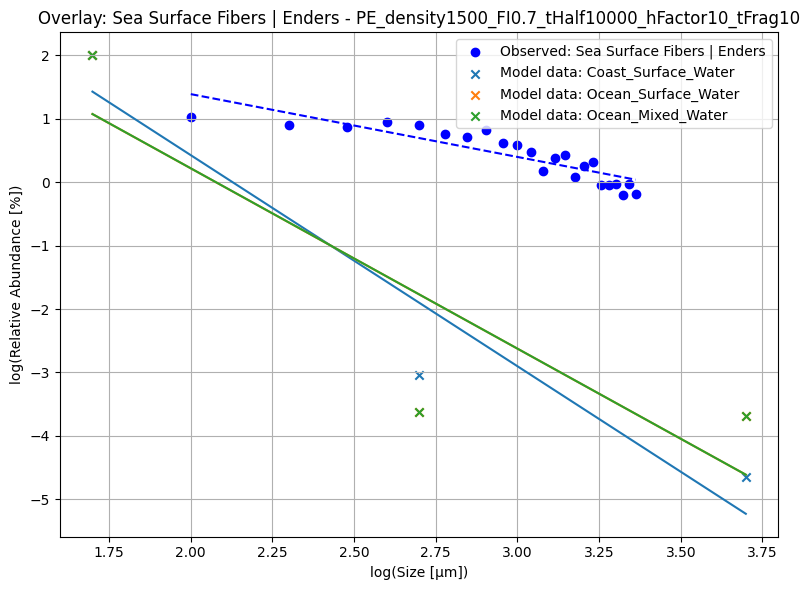 Overlay: Sea Surface Fibers | Enders - PE_density1500_FI0.7_tHalf10000_hFactor10_tFrag10
Observed: Sea Surface Fibers | Enders
Model data: Coast_Surface_Water
Model data: Ocean_Surface_Water
Model data: Ocean_Mixed_Water
log(Relative Abundance [%])
2
1
0
−1
−2
−3
−4
−5
1.75 2.00 2.25 2.50 2.75 3.00 3.25 3.50 3.75
log(Size [μm])